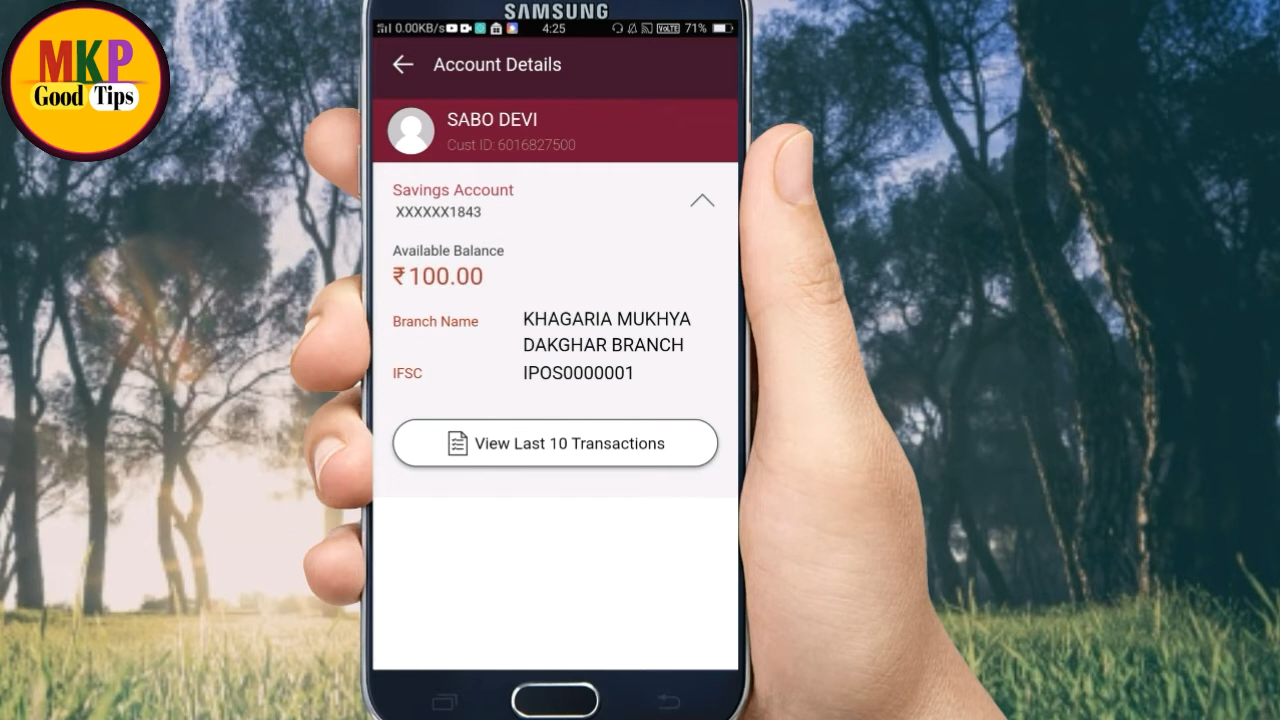 MKP
Good Tips
SAMSUNG
0.00KB/s 4:25 VOLTE 71%
Account Details
SABO DEVI
Cust ID: 6016827500
Savings Account
XXXXXX1843
Available Balance
₹100.00
Branch Name KHAGARIA MUKHYA
DAKGHAR BRANCH
IFSC IPOS0000001
View Last 10 Transactions